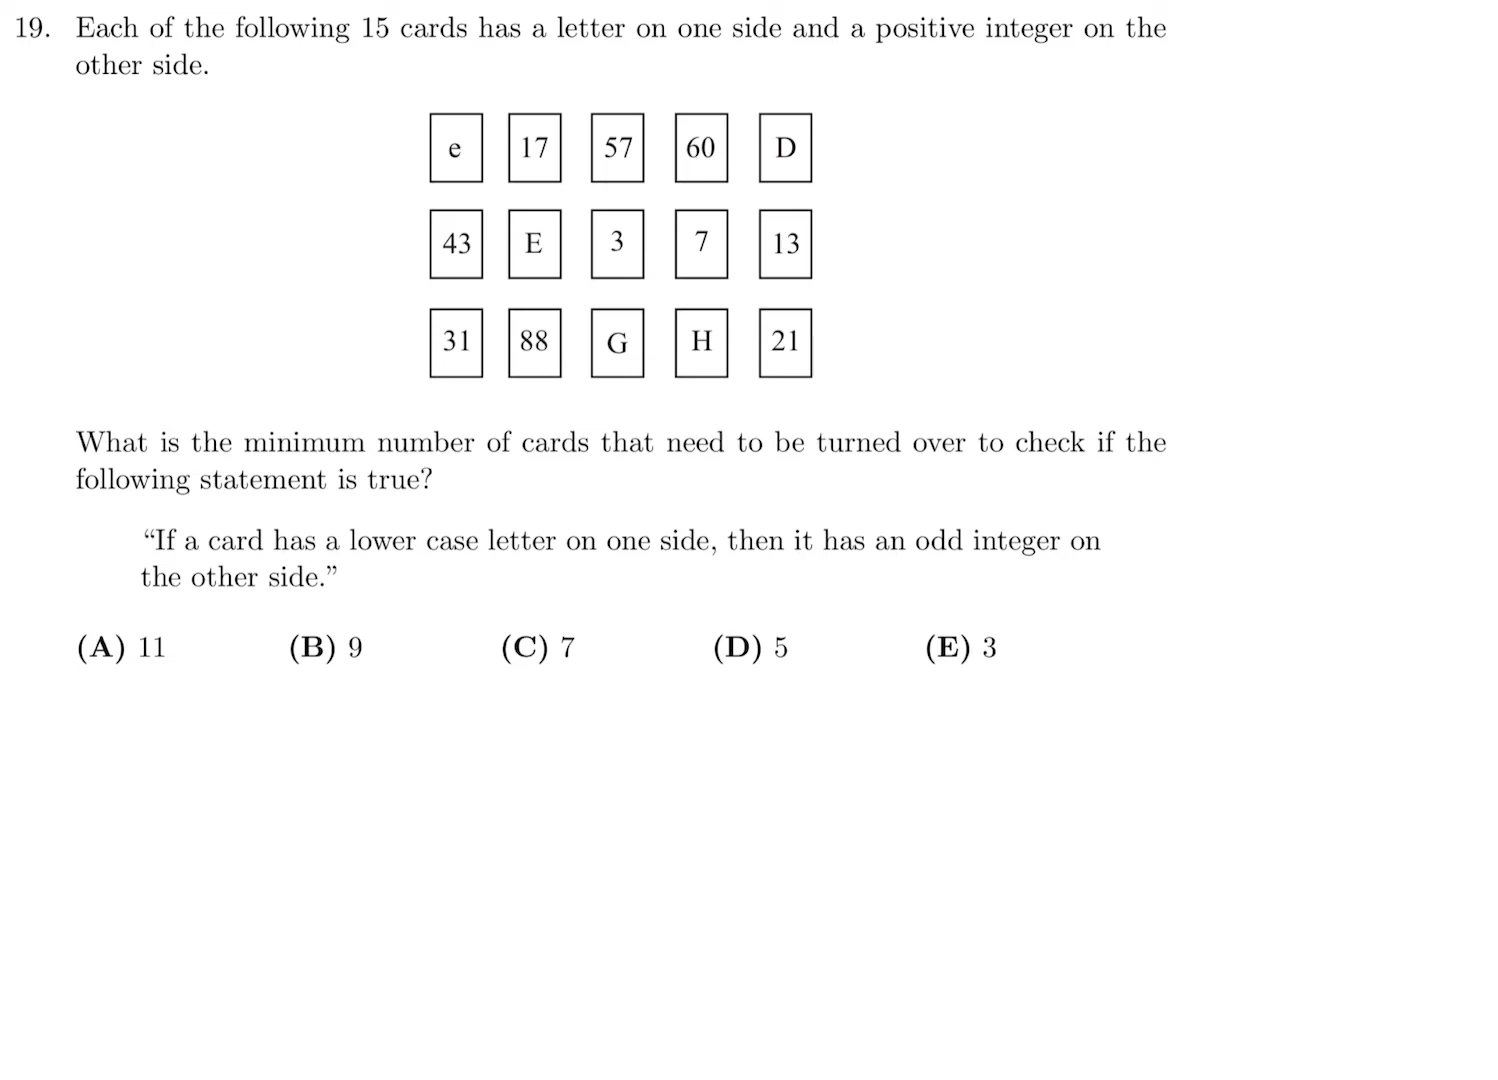 19. Each of the following 15 cards has a letter on one side and a positive integer on the
other side.
e 17 57 60 D
43 E 3 7 13
31 88 G H 21
What is the minimum number of cards that need to be turned over to check if the
following statement is true?
“If a card has a lower case letter on one side, then it has an odd integer on
the other side.”
(A) 11 (B) 9 (C) 7 (D) 5 (E) 3